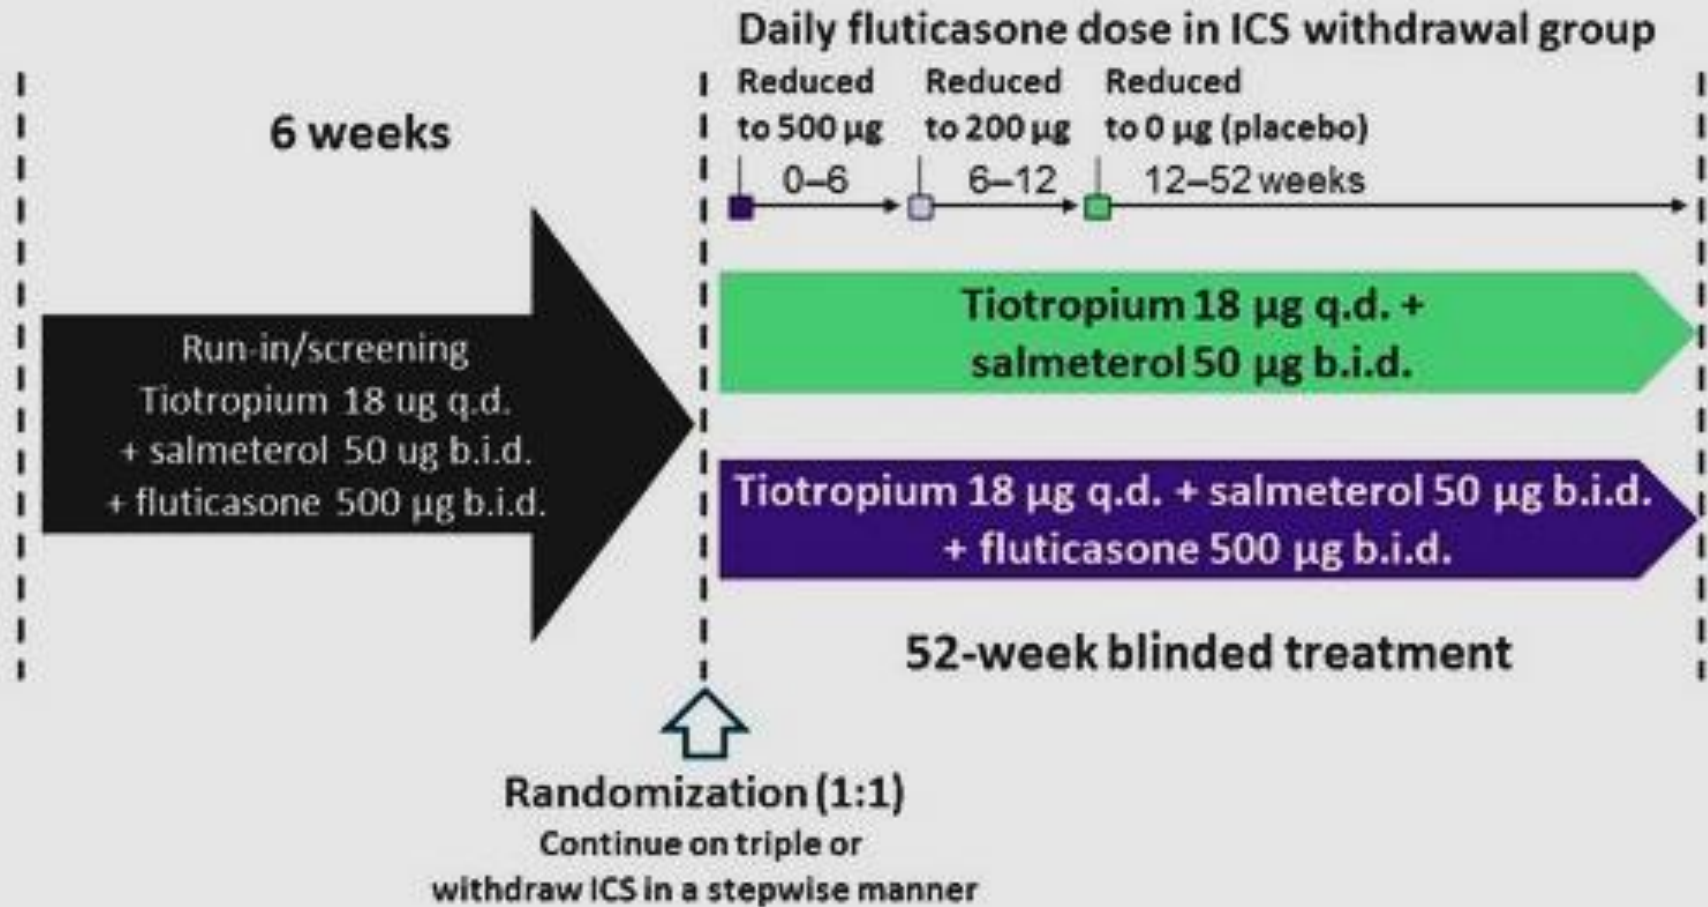 Daily fluticasone dose in ICS withdrawal group
6 weeks
Reduced
to 500 µg
Reduced
to 200 µg
Reduced
to 0 µg (placebo)
0–6
6–12
12–52 weeks
Run-in/screening
Tiotropium 18 ug q.d.
+ salmeterol 50 ug b.i.d.
+ fluticasone 500 µg b.i.d.
Tiotropium 18 µg q.d. +
salmeterol 50 µg b.i.d.
Tiotropium 18 µg q.d. + salmeterol 50 µg b.i.d.
+ fluticasone 500 µg b.i.d.
52-week blinded treatment
Randomization (1:1)
Continue on triple or
withdraw ICS in a stepwise manner